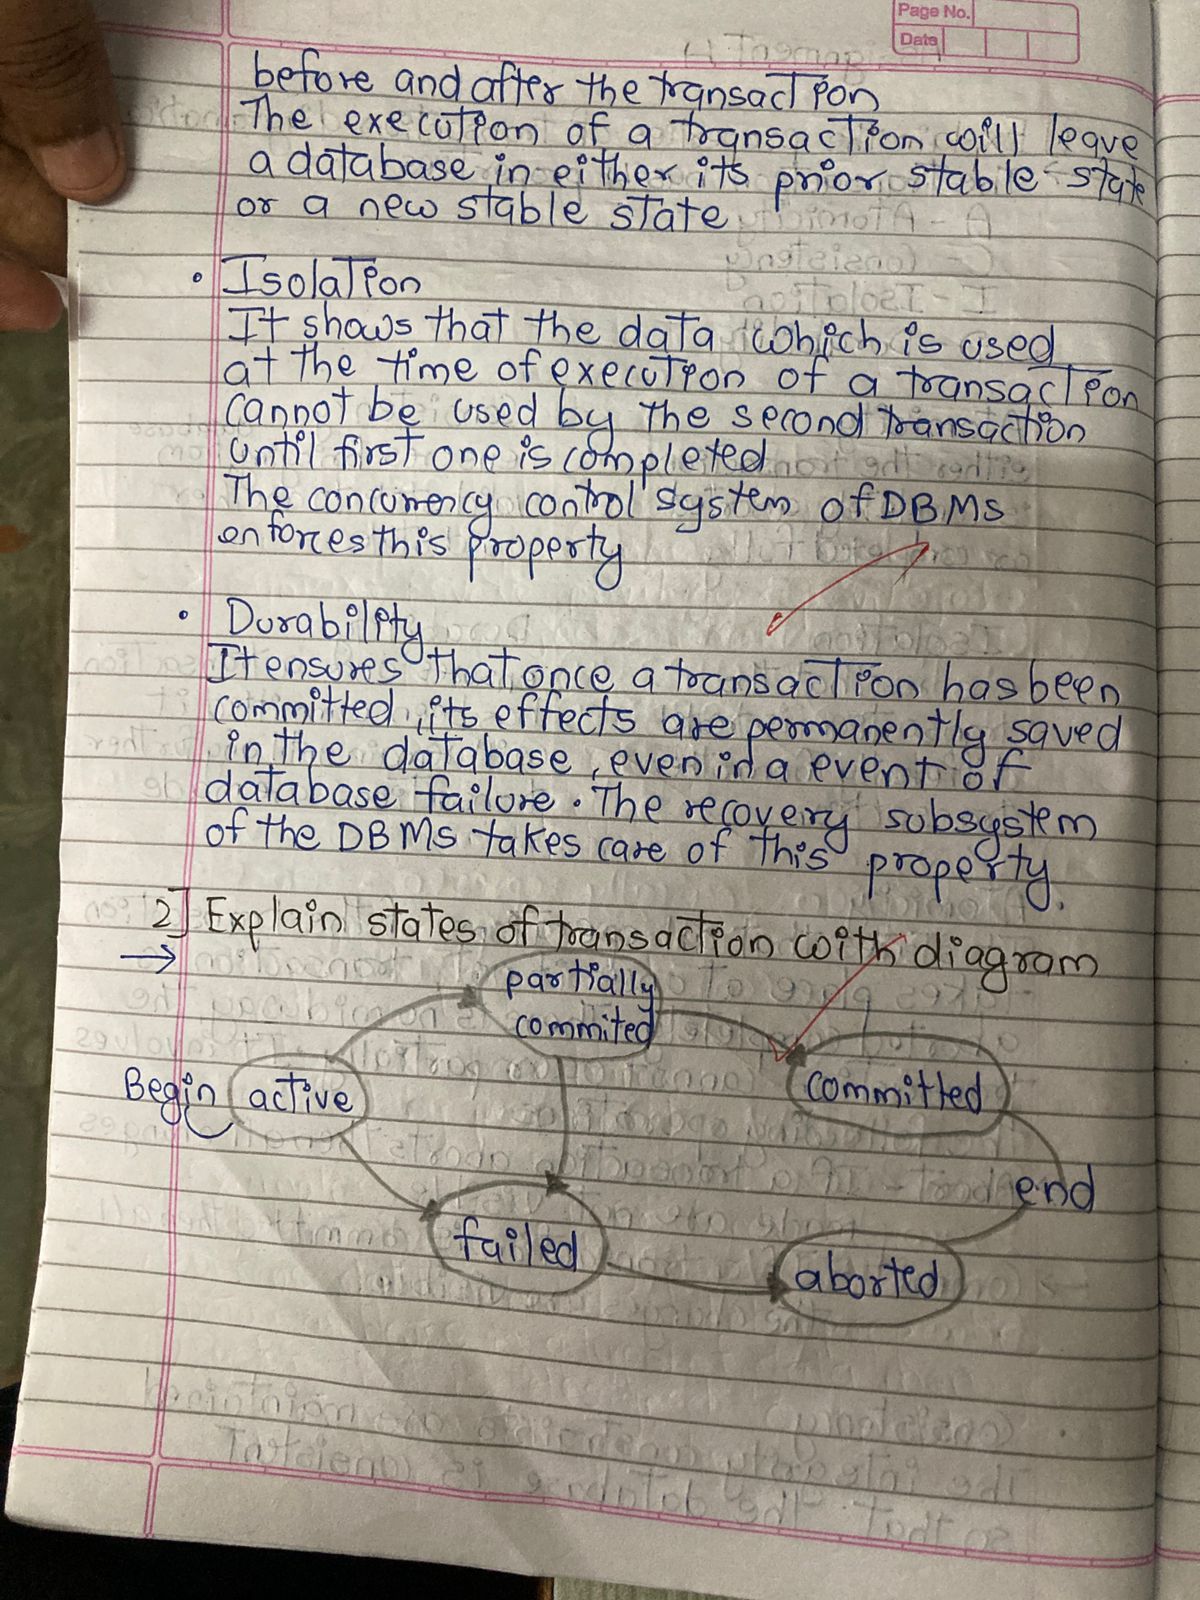 Page No.
Date
before and after the transaction
The execution of a transaction will leave
a database in either its prior stable state
or a new stable state
• Isolation
It shows that the data which is used
at the time of execution of a transaction
cannot be used by the second transaction
until first one is completed
The concurrency control system of DBMS
enforces this property
• Durability
It ensures that once a transaction has been
committed, its effects are permanently saved
in the database, even in a event of
database failure. The recovery subsystem
of the DBMS takes care of this property.
2] Explain states of transaction with diagram
→
partially
commited
Begin active
committed
end
failed
aborted